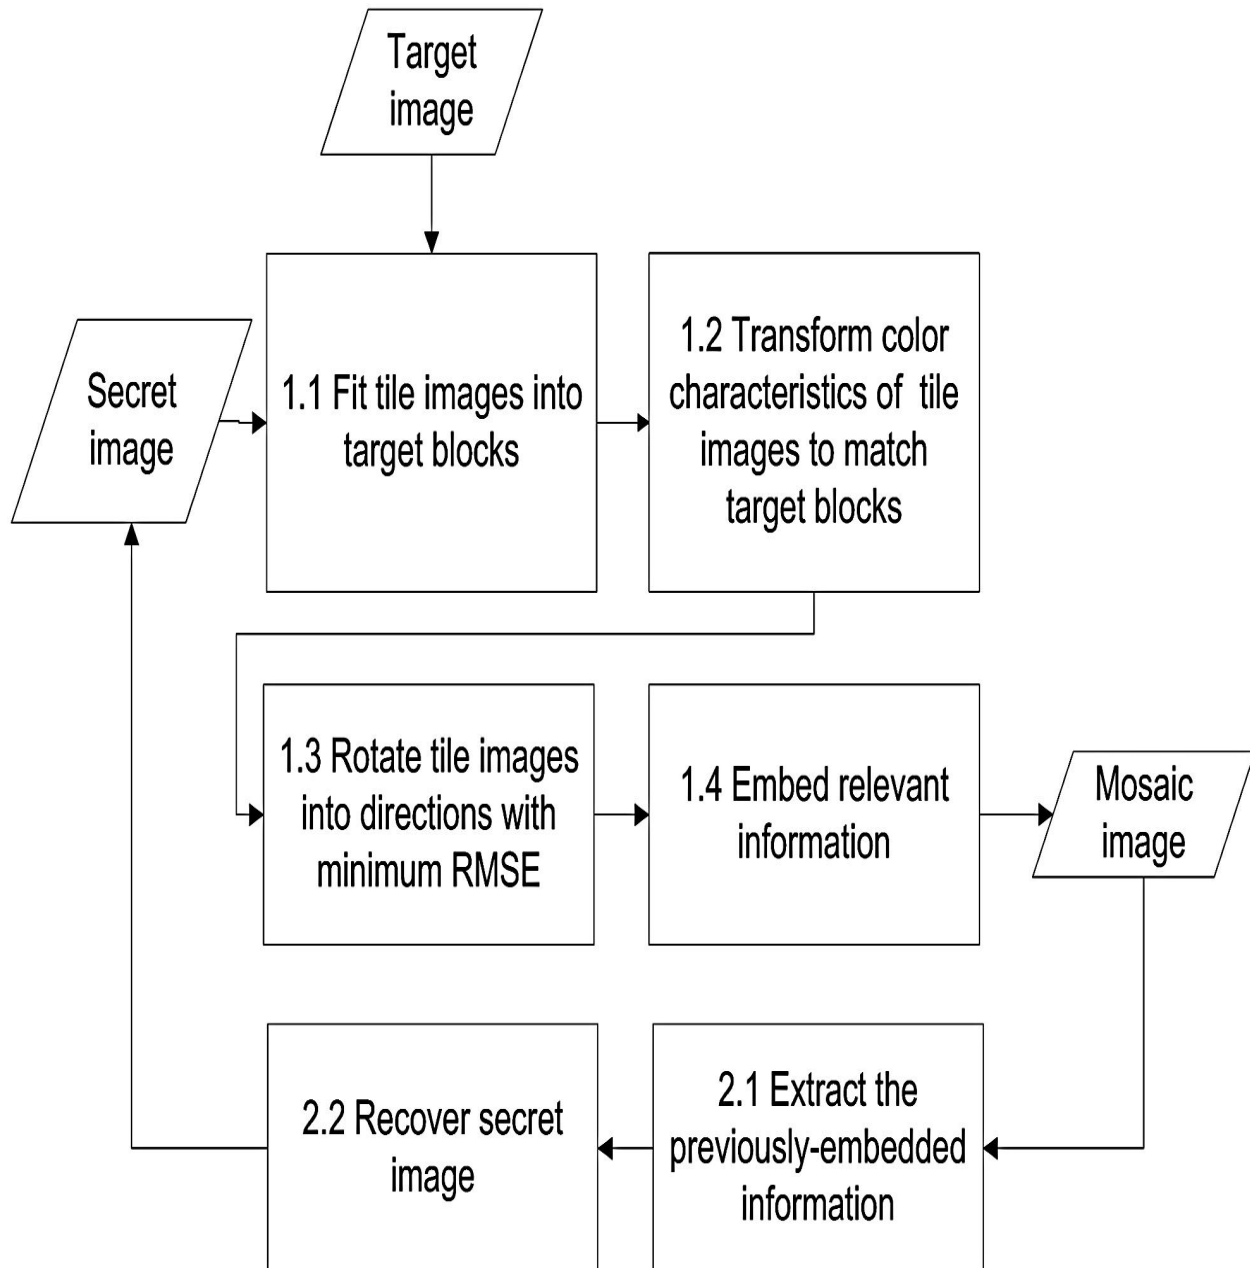 Target
image
Secret
image
1.1 Fit tile images into
target blocks
1.2 Transform color
characteristics of  tile
images to match
target blocks
1.3 Rotate tile images
into directions with
minimum RMSE
1.4 Embed relevant
information
Mosaic
image
2.2 Recover secret
image
2.1 Extract the
previously-embedded
information